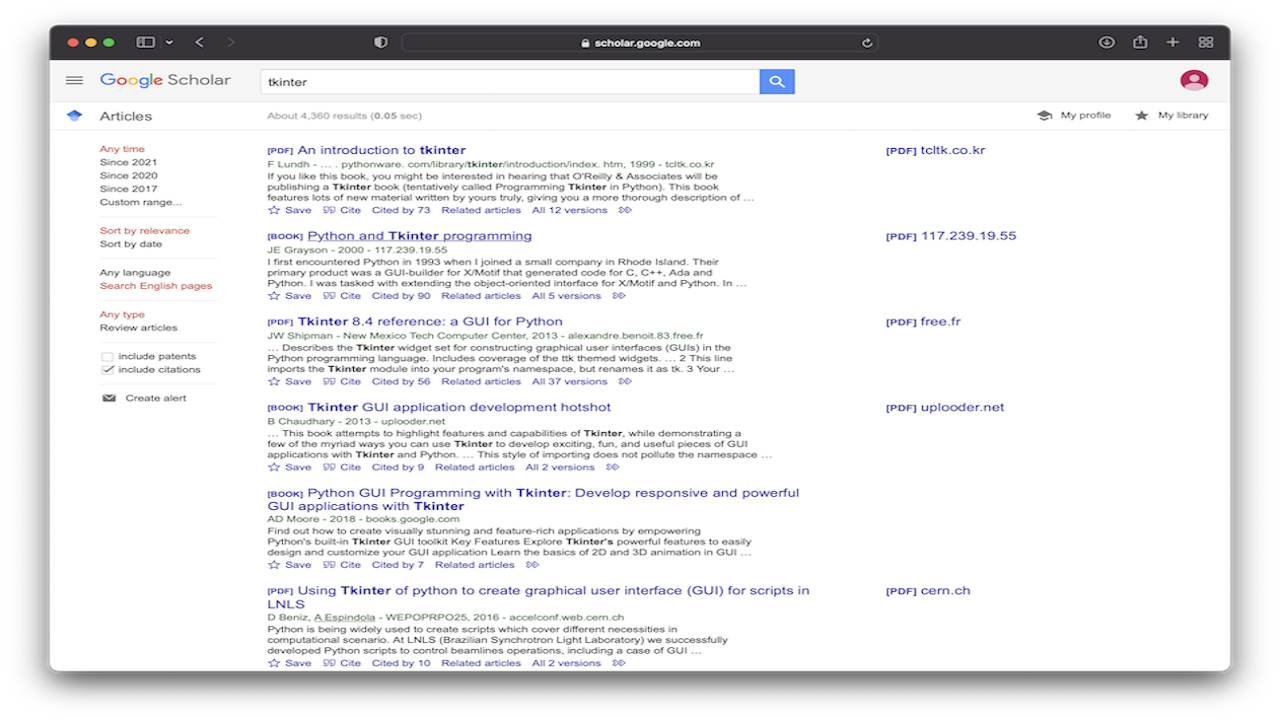 scholar.google.com
Google Scholar
tkinter
Articles
About 4,360 results (0.05 sec)
My profile
My library
Any time
Since 2021
Since 2020
Since 2017
Custom range...
Sort by relevance
Sort by date
Any language
Search English pages
Any type
Review articles
include patents
include citations
Create alert
[PDF] An introduction to tkinter
F Lundh - … . pythonware. com/library/tkinter/introduction/index. htm, 1999 - tcltk.co.kr
If you like this book, you might be interested in hearing that O'Reilly & Associates will be
publishing a Tkinter book (tentatively called Programming Tkinter in Python). This book
features lots of new material written by yours truly, giving you a more thorough description of …
Save Cite Cited by 73 Related articles All 12 versions
[PDF] tcltk.co.kr
[BOOK] Python and Tkinter programming
JE Grayson - 2000 - 117.239.19.55
I first encountered Python in 1993 when I joined a small company in Rhode Island. Their
primary product was a GUI-builder for X/Motif that generated code for C, C++, Ada and
Python. I was tasked with extending the object-oriented interface for X/Motif and Python. In …
Save Cite Cited by 90 Related articles All 5 versions
[PDF] 117.239.19.55
[PDF] Tkinter 8.4 reference: a GUI for Python
JW Shipman - New Mexico Tech Computer Center, 2013 - alexandre.benoit.83.free.fr
… Describes the Tkinter widget set for constructing graphical user interfaces (GUIs) in the
Python programming language. Includes coverage of the ttk themed widgets. … 2 This line
imports the Tkinter module into your program's namespace, but renames it as tk. 3 Your …
Save Cite Cited by 56 Related articles All 37 versions
[PDF] free.fr
[BOOK] Tkinter GUI application development hotshot
B Chaudhary - 2013 - uplooder.net
… This book attempts to highlight features and capabilities of Tkinter, while demonstrating a
few of the myriad ways you can use Tkinter to develop exciting, fun, and useful pieces of GUI
applications with Tkinter and Python. … This style of importing does not pollute the namespace …
Save Cite Cited by 9 Related articles All 2 versions
[PDF] uplooder.net
[BOOK] Python GUI Programming with Tkinter: Develop responsive and powerful
GUI applications with Tkinter
AD Moore - 2018 - books.google.com
Find out how to create visually stunning and feature-rich applications by empowering
Python's built-in Tkinter GUI toolkit Key Features Explore Tkinter's powerful features to easily
design and customize your GUI application Learn the basics of 2D and 3D animation in GUI …
Save Cite Cited by 7 Related articles
[PDF] Using Tkinter of python to create graphical user interface (GUI) for scripts in
LNLS
D Beniz, A Espindola - WEPOPRPO25, 2016 - accelconf.web.cern.ch
Python is being widely used to create scripts which cover different necessities in
computational scenario. At LNLS (Brazilian Synchrotron Light Laboratory) we successfully
developed Python scripts to control beamlines operations, including a case of GUI …
Save Cite Cited by 10 Related articles All 2 versions
[PDF] cern.ch